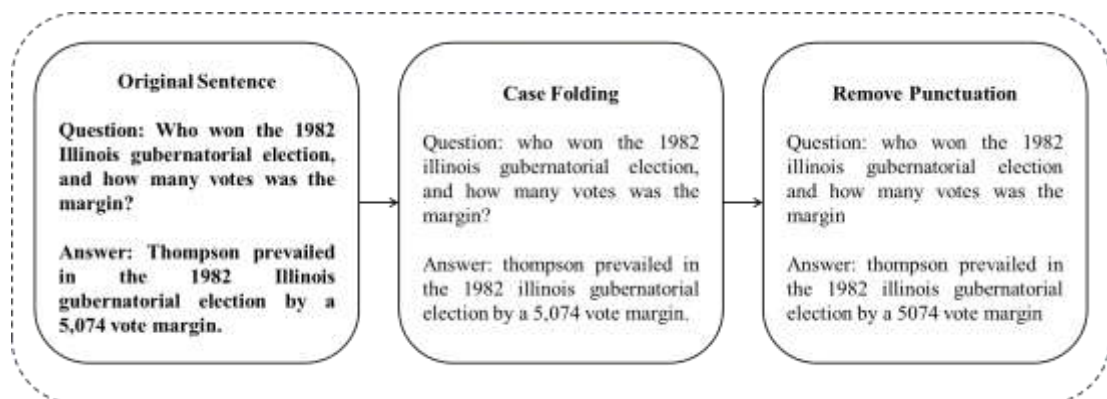 Original Sentence
Question: Who won the 1982
Illinois gubernatorial election,
and how many votes was the
margin?
Answer: Thompson prevailed
in the 1982 Illinois
gubernatorial election by a
5,074 vote margin.
Case Folding
Question: who won the 1982
illinois gubernatorial election,
and how many votes was the
margin?
Answer: thompson prevailed in
the 1982 illinois gubernatorial
election by a 5,074 vote margin.
Remove Punctuation
Question: who won the 1982
illinois gubernatorial election
and how many votes was the
margin
Answer: thompson prevailed in
the 1982 illinois gubernatorial
election by a 5074 vote margin